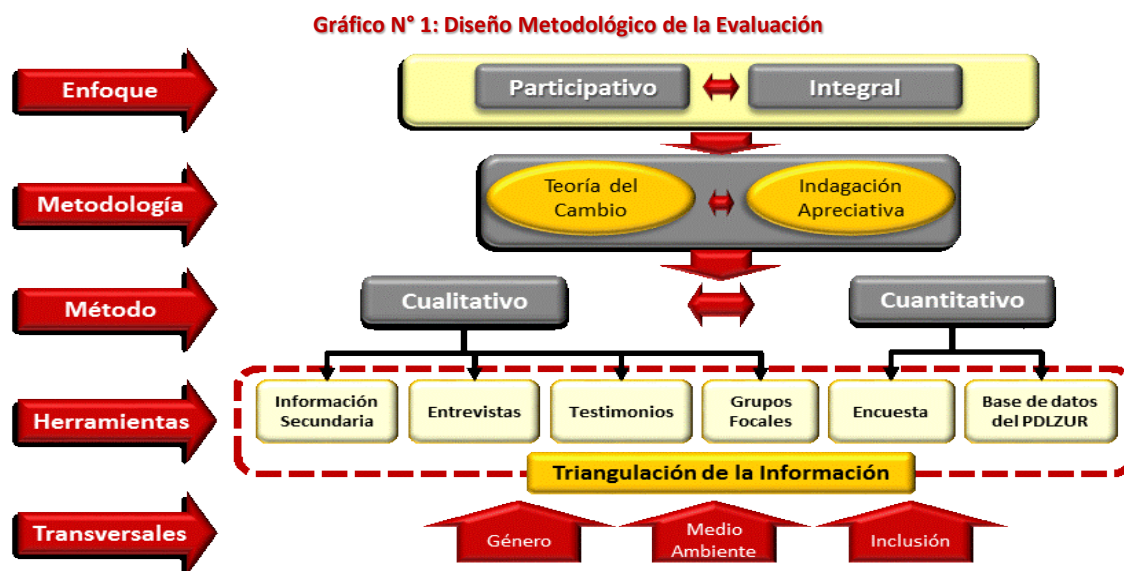 Gráfico N° 1: Diseño Metodológico de la Evaluación
Enfoque
Participativo
Integral
Metodología
Teoría del
Cambio
Indagación
Apreciativa
Método
Cualitativo
Cuantitativo
Herramientas
Información
Secundaria
Entrevistas
Testimonios
Grupos
Focales
Encuesta
Base de datos
del PDLZUR
Triangulación de la Información
Transversales
Género
Medio
Ambiente
Inclusión